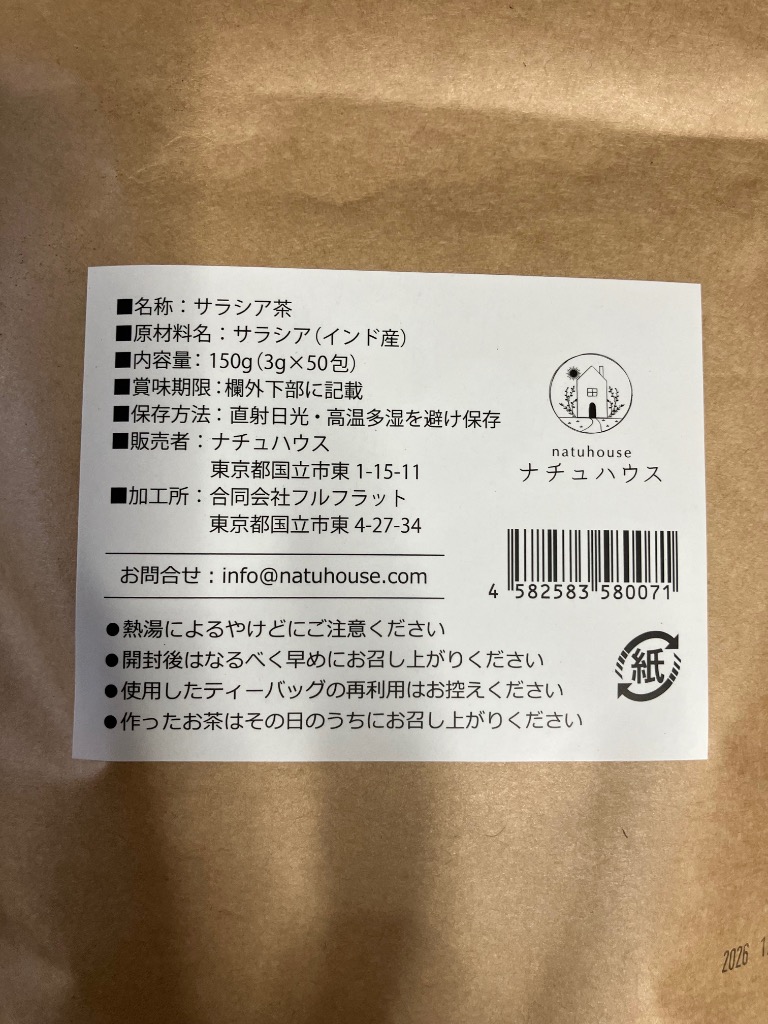 ■名称：サラシア茶
■原材料名：サラシア（インド産）
■内容量：150g（3g×50包）
■賞味期限：欄外下部に記載
■保存方法：直射日光・高温多湿を避け保存
■販売者：ナチュハウス
東京都国立市東 1-15-11
■加工所：合同会社フルフラット
東京都国立市東 4-27-34
お問合せ：info@natuhouse.com
●熱湯によるやけどにご注意ください
●開封後はなるべく早めにお召し上がりください
●使用したティーバッグの再利用はお控えください
●作ったお茶はその日のうちにお召し上がりください
natuhouse
ナチュハウス
4 582583 580071
紙
2026